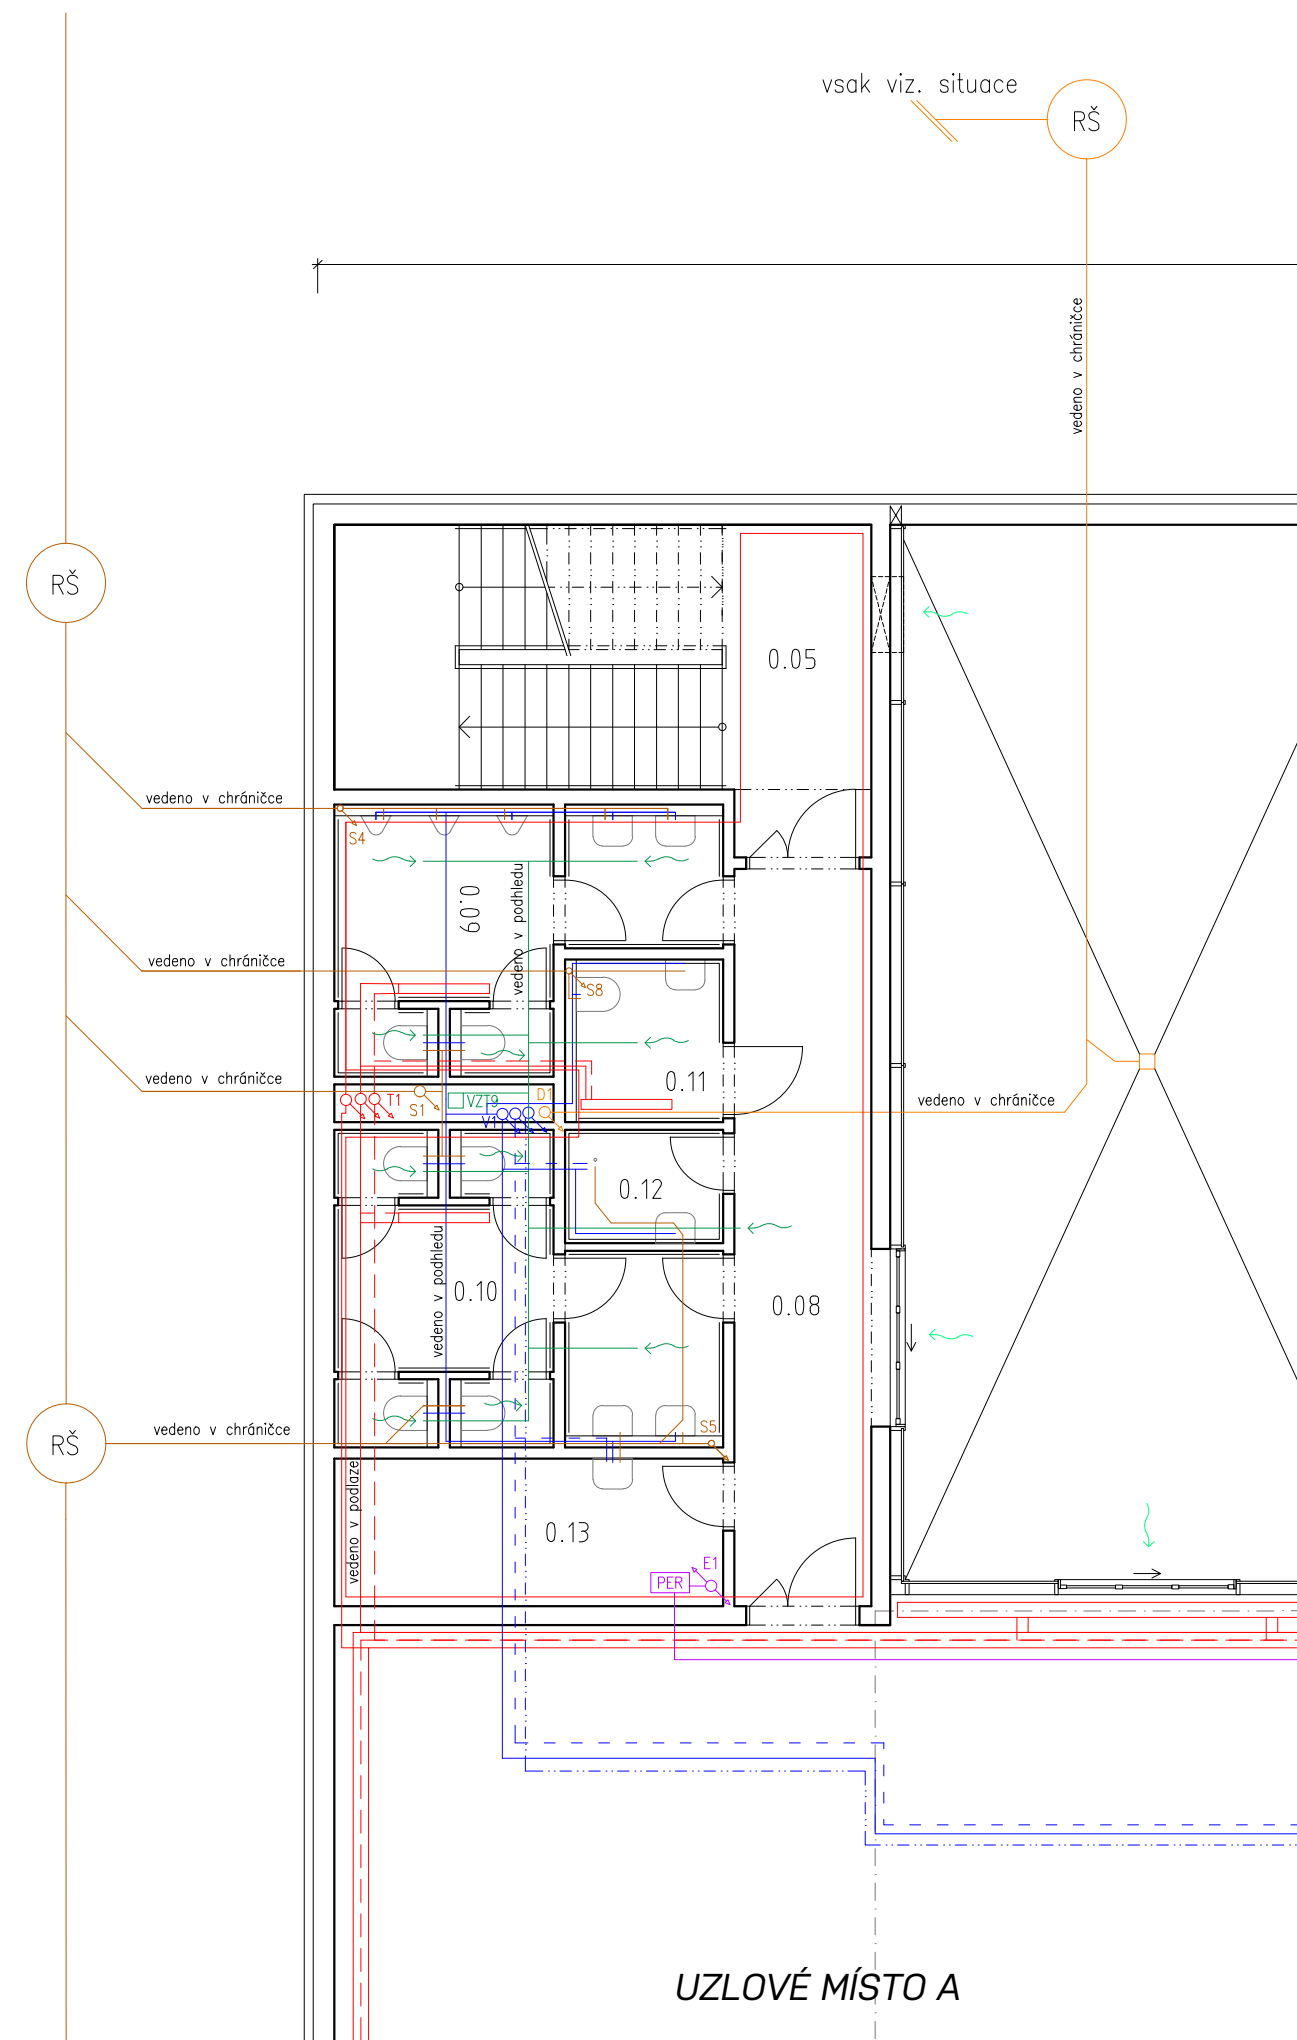 vsak viz. situace
RŠ
vedeno v chráničce
RŠ
0.05
vedeno v chráničce
S4
vedeno v podhledu
0.09
vedeno v chráničce
S8
vedeno v chráničce
0.11
T1
S1
VZT9
V1
D1
vedeno v chráničce
0.12
vedeno v podhledu
0.10
0.08
RŠ
vedeno v chráničce
S5
vedeno v podlaze
0.13
E1
PER
UZLOVÉ MÍSTO A